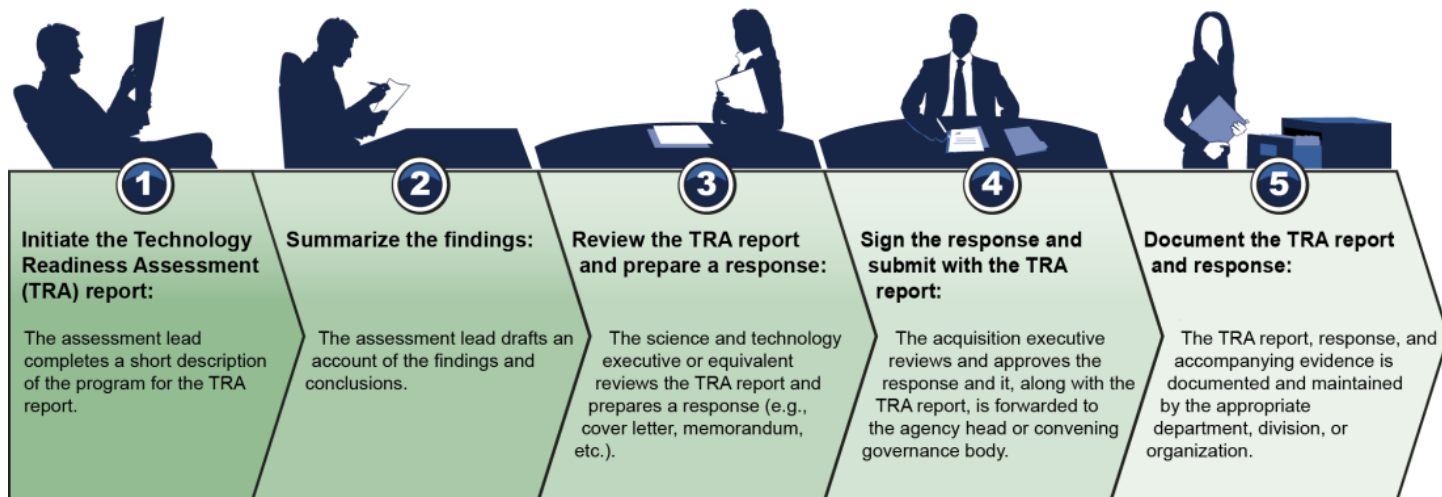 1
Initiate the Technology
Readiness Assessment
(TRA) report:
The assessment lead
completes a short description
of the program for the TRA
report.
2
Summarize the findings:
The assessment lead drafts an
account of the findings and
conclusions.
3
Review the TRA report
and prepare a response:
The science and technology
executive or equivalent
reviews the TRA report and
prepares a response (e.g.,
cover letter, memorandum,
etc.).
4
Sign the response and
submit with the TRA
report:
The acquisition executive
reviews and approves the
response and it, along with the
TRA report, is forwarded to
the agency head or convening
governance body.
5
Document the TRA report
and response:
The TRA report, response, and
accompanying evidence is
documented and maintained
by the appropriate
department, division, or
organization.